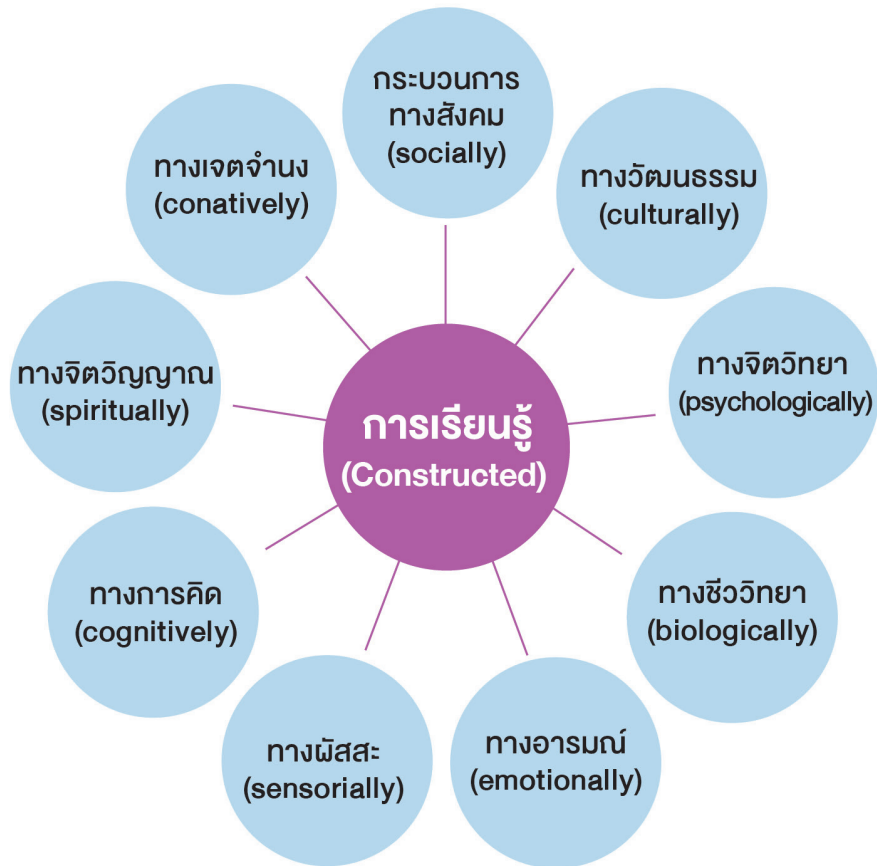 กระบวนการ
ทางสังคม
(socially)
ทางวัฒนธรรม
(culturally)
ทางจิตวิทยา
(psychologically)
ทางชีววิทยา
(biologically)
ทางอารมณ์
(emotionally)
ทางผัสสะ
(sensorially)
ทางการคิด
(cognitively)
ทางจิตวิญญาณ
(spiritually)
ทางเจตจำนง
(conatively)
การเรียนรู้
(Constructed)